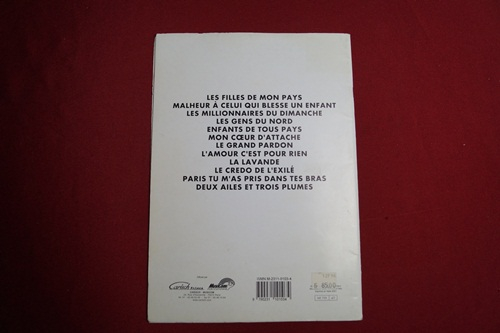 LES FILLES DE MON PAYS
MALHEUR À CELUI QUI BLESSE UN ENFANT
LES MILLIONNAIRES DU DIMANCHE
LES GENS DU NORD
ENFANTS DE TOUS PAYS
MON CŒUR D'ATTACHE
LE GRAND PARDON
L'AMOUR C'EST POUR RIEN
LA LAVANDE
LE CREDO DE L'EXILÉ
PARIS TU M'AS PRIS DANS TES BRAS
DEUX AILES ET TROIS PLUMES